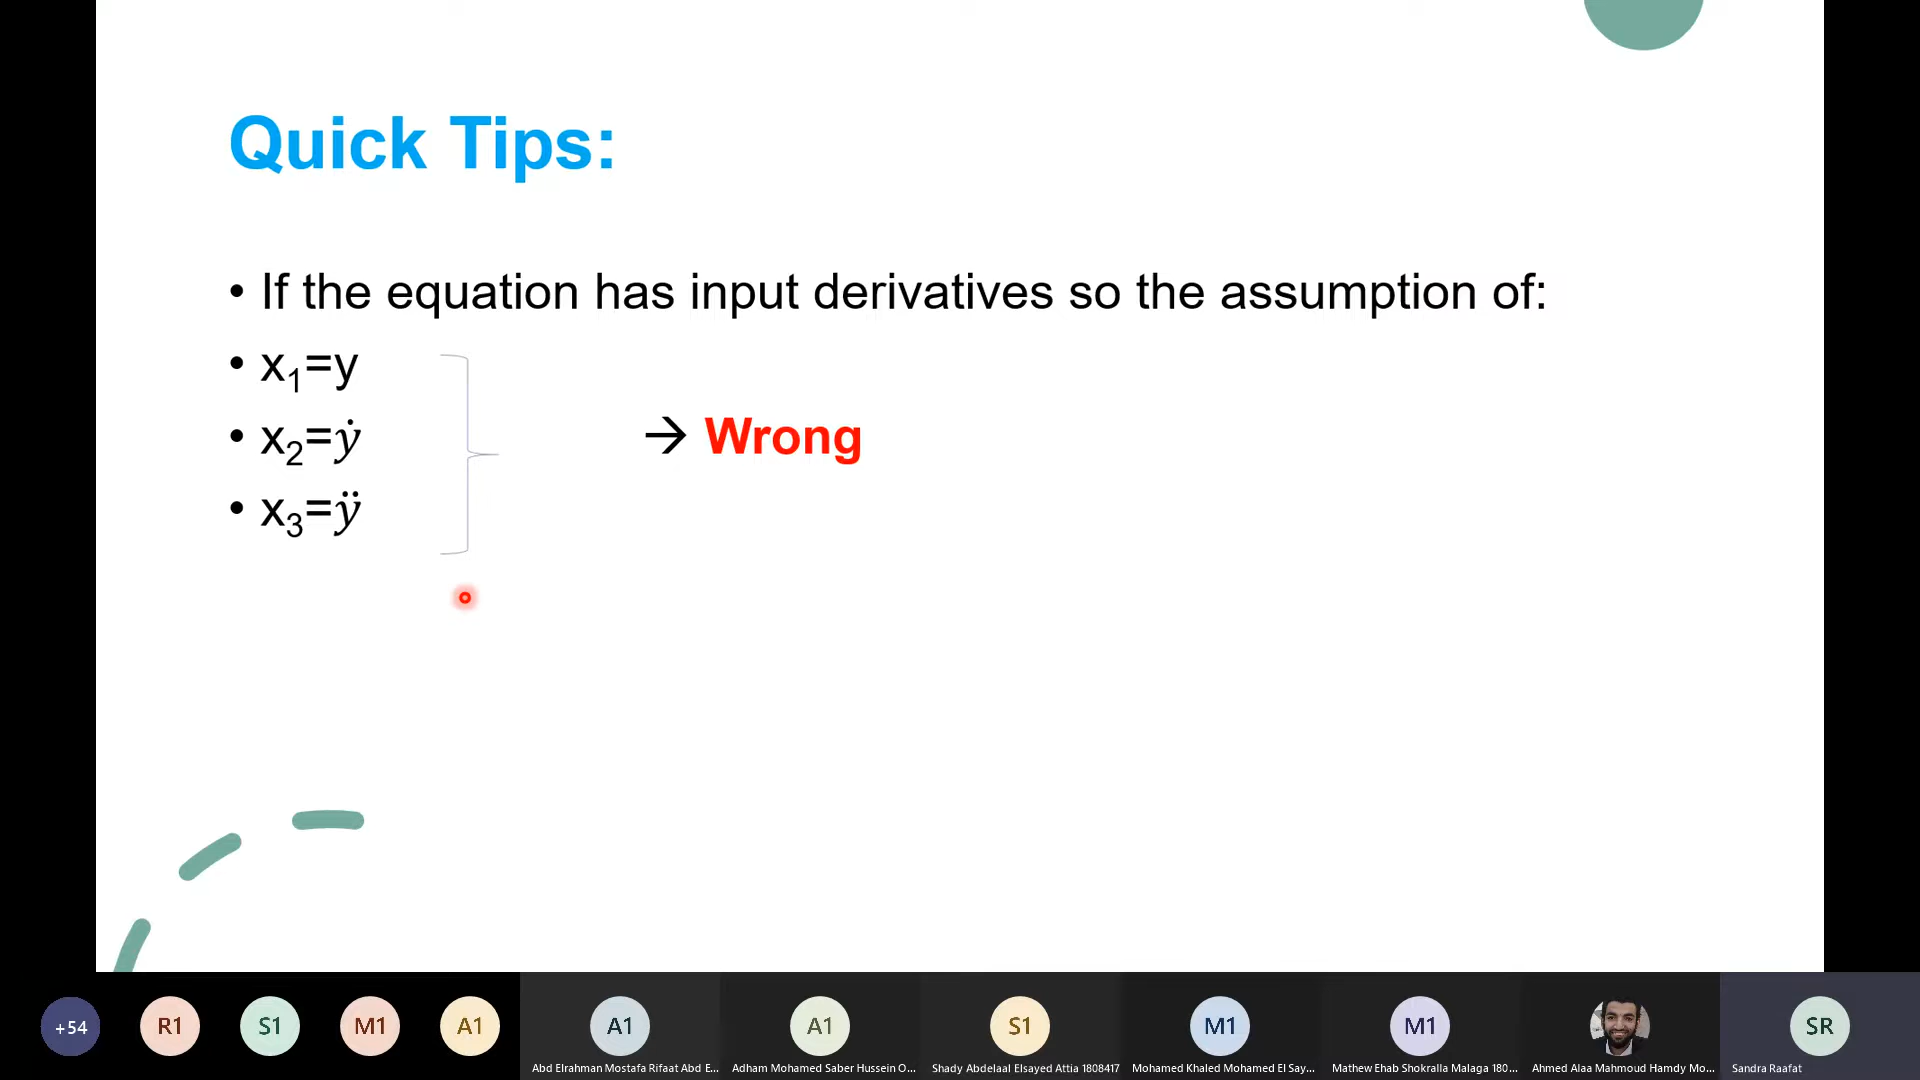 Quick Tips:
• If the equation has input derivatives so the assumption of:
• x₁=y
• x₂=ẏ
→ Wrong
• x₃=ÿ
+54
R1
S1
M1
A1
A1
A1
S1
M1
M1
SR
Abd Elrahman Mostafa Rifaat Abd E...
Adham Mohamed Saber Hussein O...
Shady Abdelaal Elsayed Attia 1808417
Mohamed Khaled Mohamed El Say...
Mathew Ehab Shokralla Malaga 180...
Ahmed Alaa Mahmoud Hamdy Mo...
Sandra Raafat